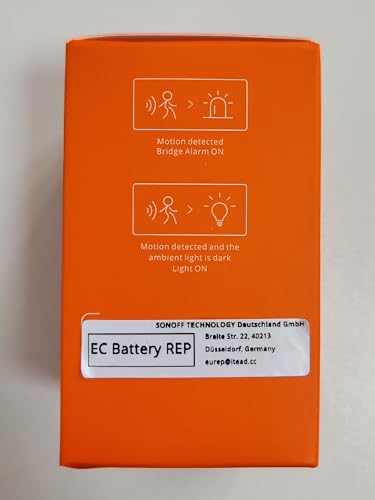 Motion detected
Bridge Alarm ON
Motion detected and the
ambient light is dark
Light ON
SONOFF TECHNOLOGY Deutschland GmbH
EC Battery REP
Breite Str. 22, 40213
Düsseldorf, Germany
eurep@itead.cc